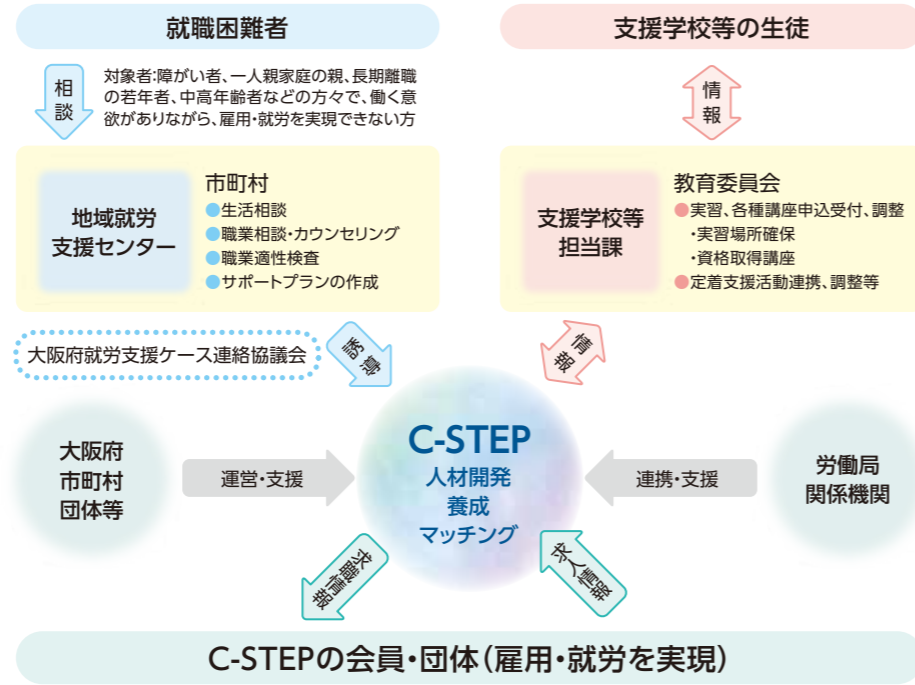 就職困難者
相談
対象者:障がい者、一人親家庭の親、長期離職
の若年者、中高年齢者などの方々で、働く意
欲がありながら、雇用・就労を実現できない方
地域就労
支援センター
市町村
●生活相談
●職業相談・カウンセリング
●職業適性検査
●サポートプランの作成
大阪府就労支援ケース連絡協議会
誘導
支援学校等の生徒
情報
支援学校等
担当課
教育委員会
●実習、各種講座申込受付、調整
・実習場所確保
・資格取得講座
●定着支援活動連携、調整等
情報
大阪府
市町村
団体等
運営・支援
C-STEP
人材開発
養成
マッチング
連携・支援
労働局
関係機関
求職情報
求人情報
C-STEPの会員・団体(雇用・就労を実現)